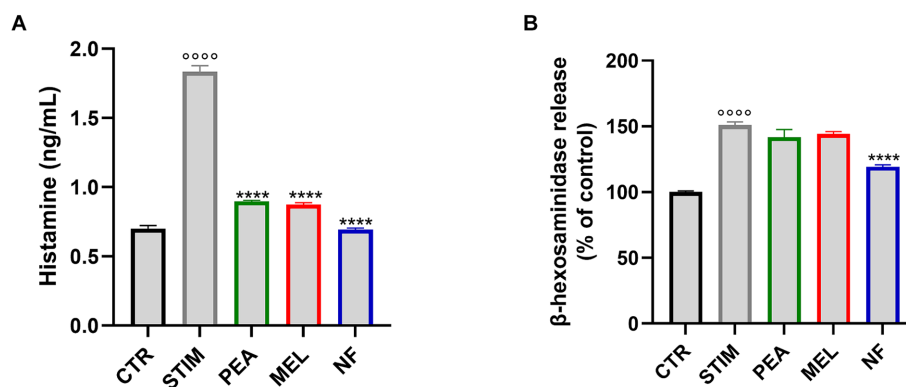 A
Histamine (ng/mL)
2.0
1.5
1.0
0.5
0.0
°°°°
****
****
****
CTR
STIM
PEA
MEL
NF
B
β-hexosaminidase release
(% of control)
200
150
100
50
0
°°°°
****
CTR
STIM
PEA
MEL
NF